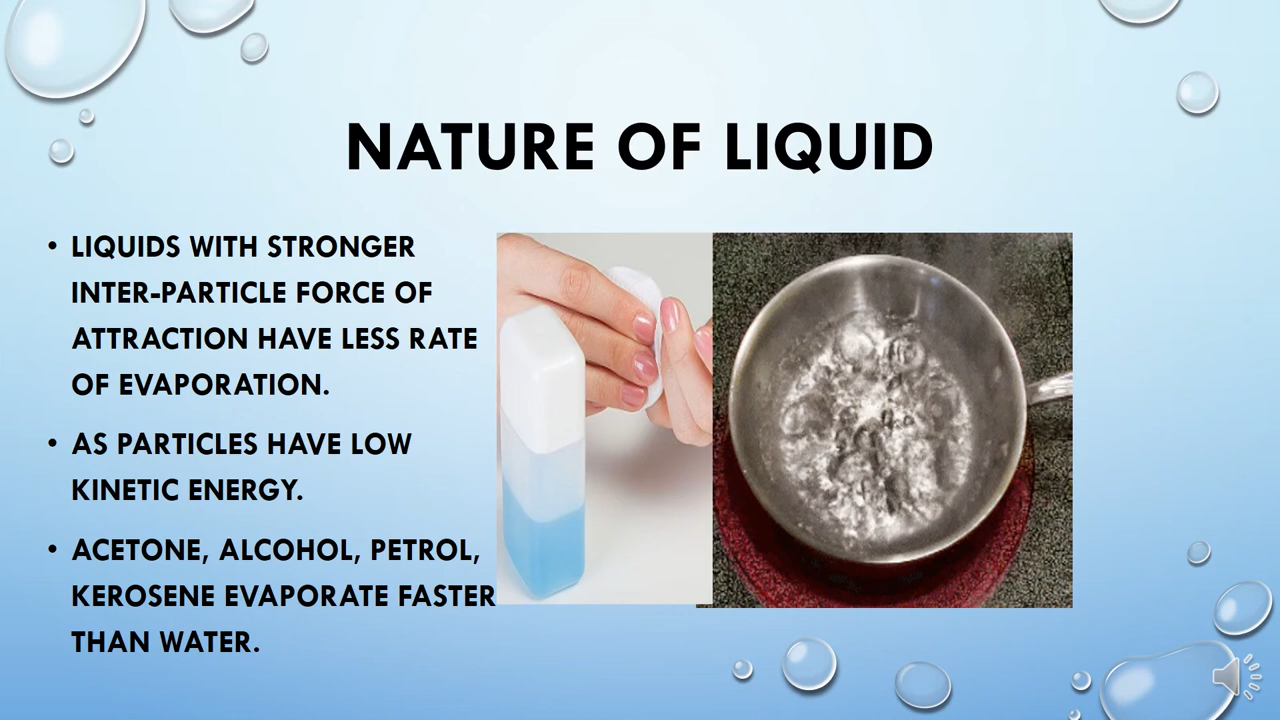 NATURE OF LIQUID
• LIQUIDS WITH STRONGER
INTER-PARTICLE FORCE OF
ATTRACTION HAVE LESS RATE
OF EVAPORATION.
• AS PARTICLES HAVE LOW
KINETIC ENERGY.
• ACETONE, ALCOHOL, PETROL,
KEROSENE EVAPORATE FASTER
THAN WATER.